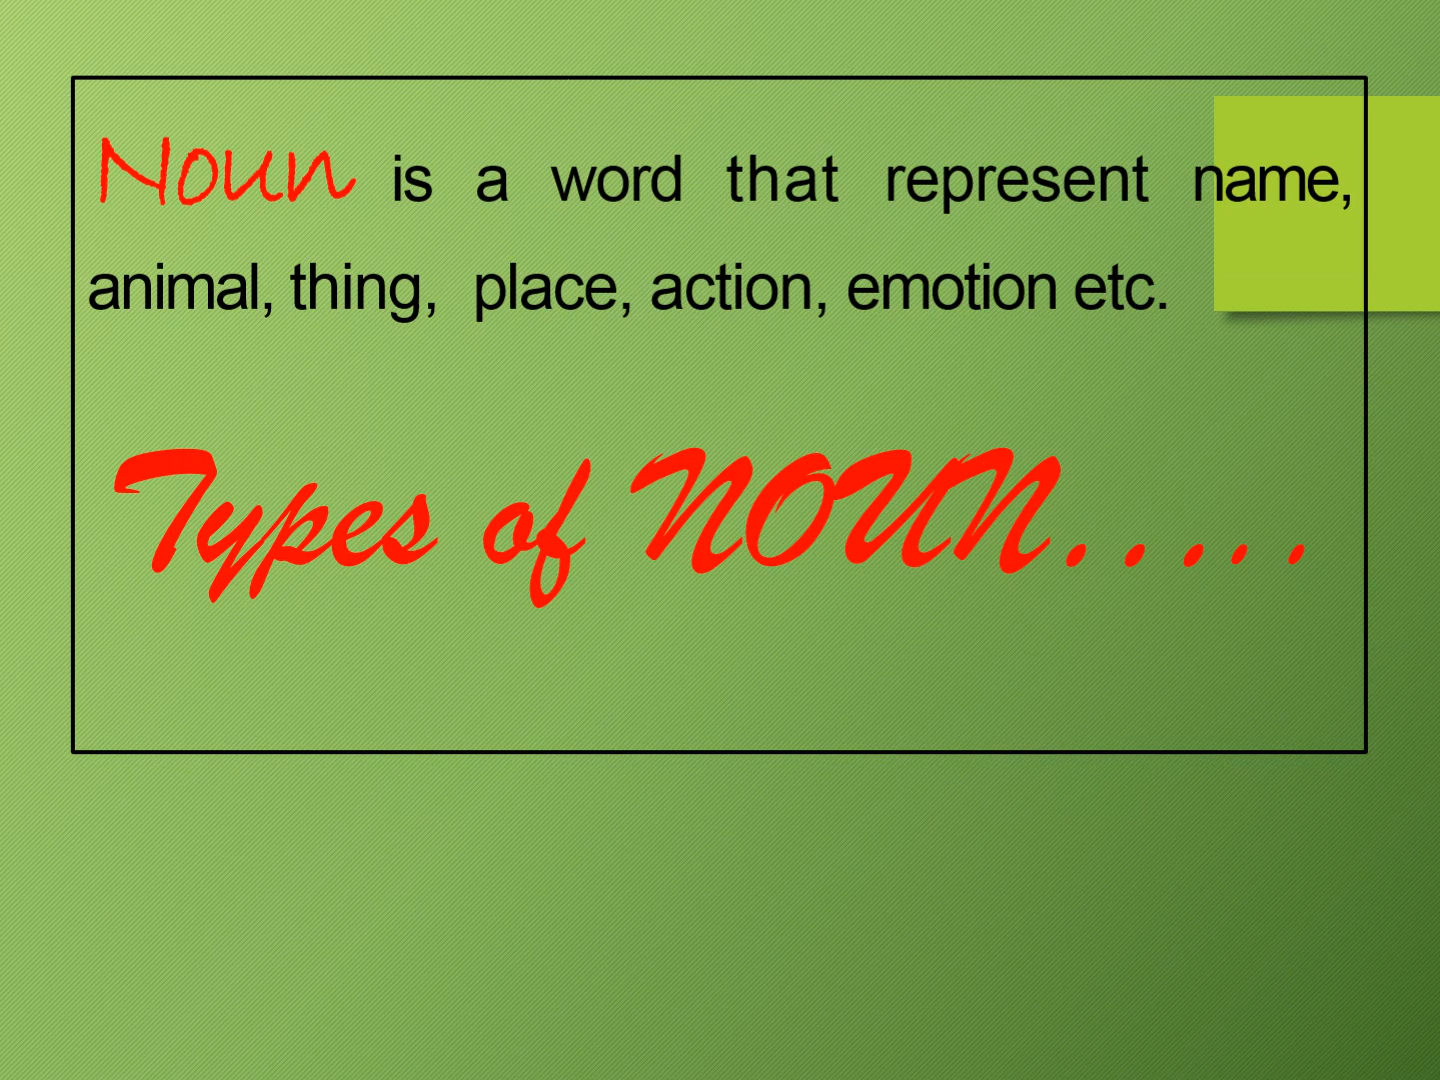 Noun is a word that represent name,
animal, thing, place, action, emotion etc.
Types of NOUN.....